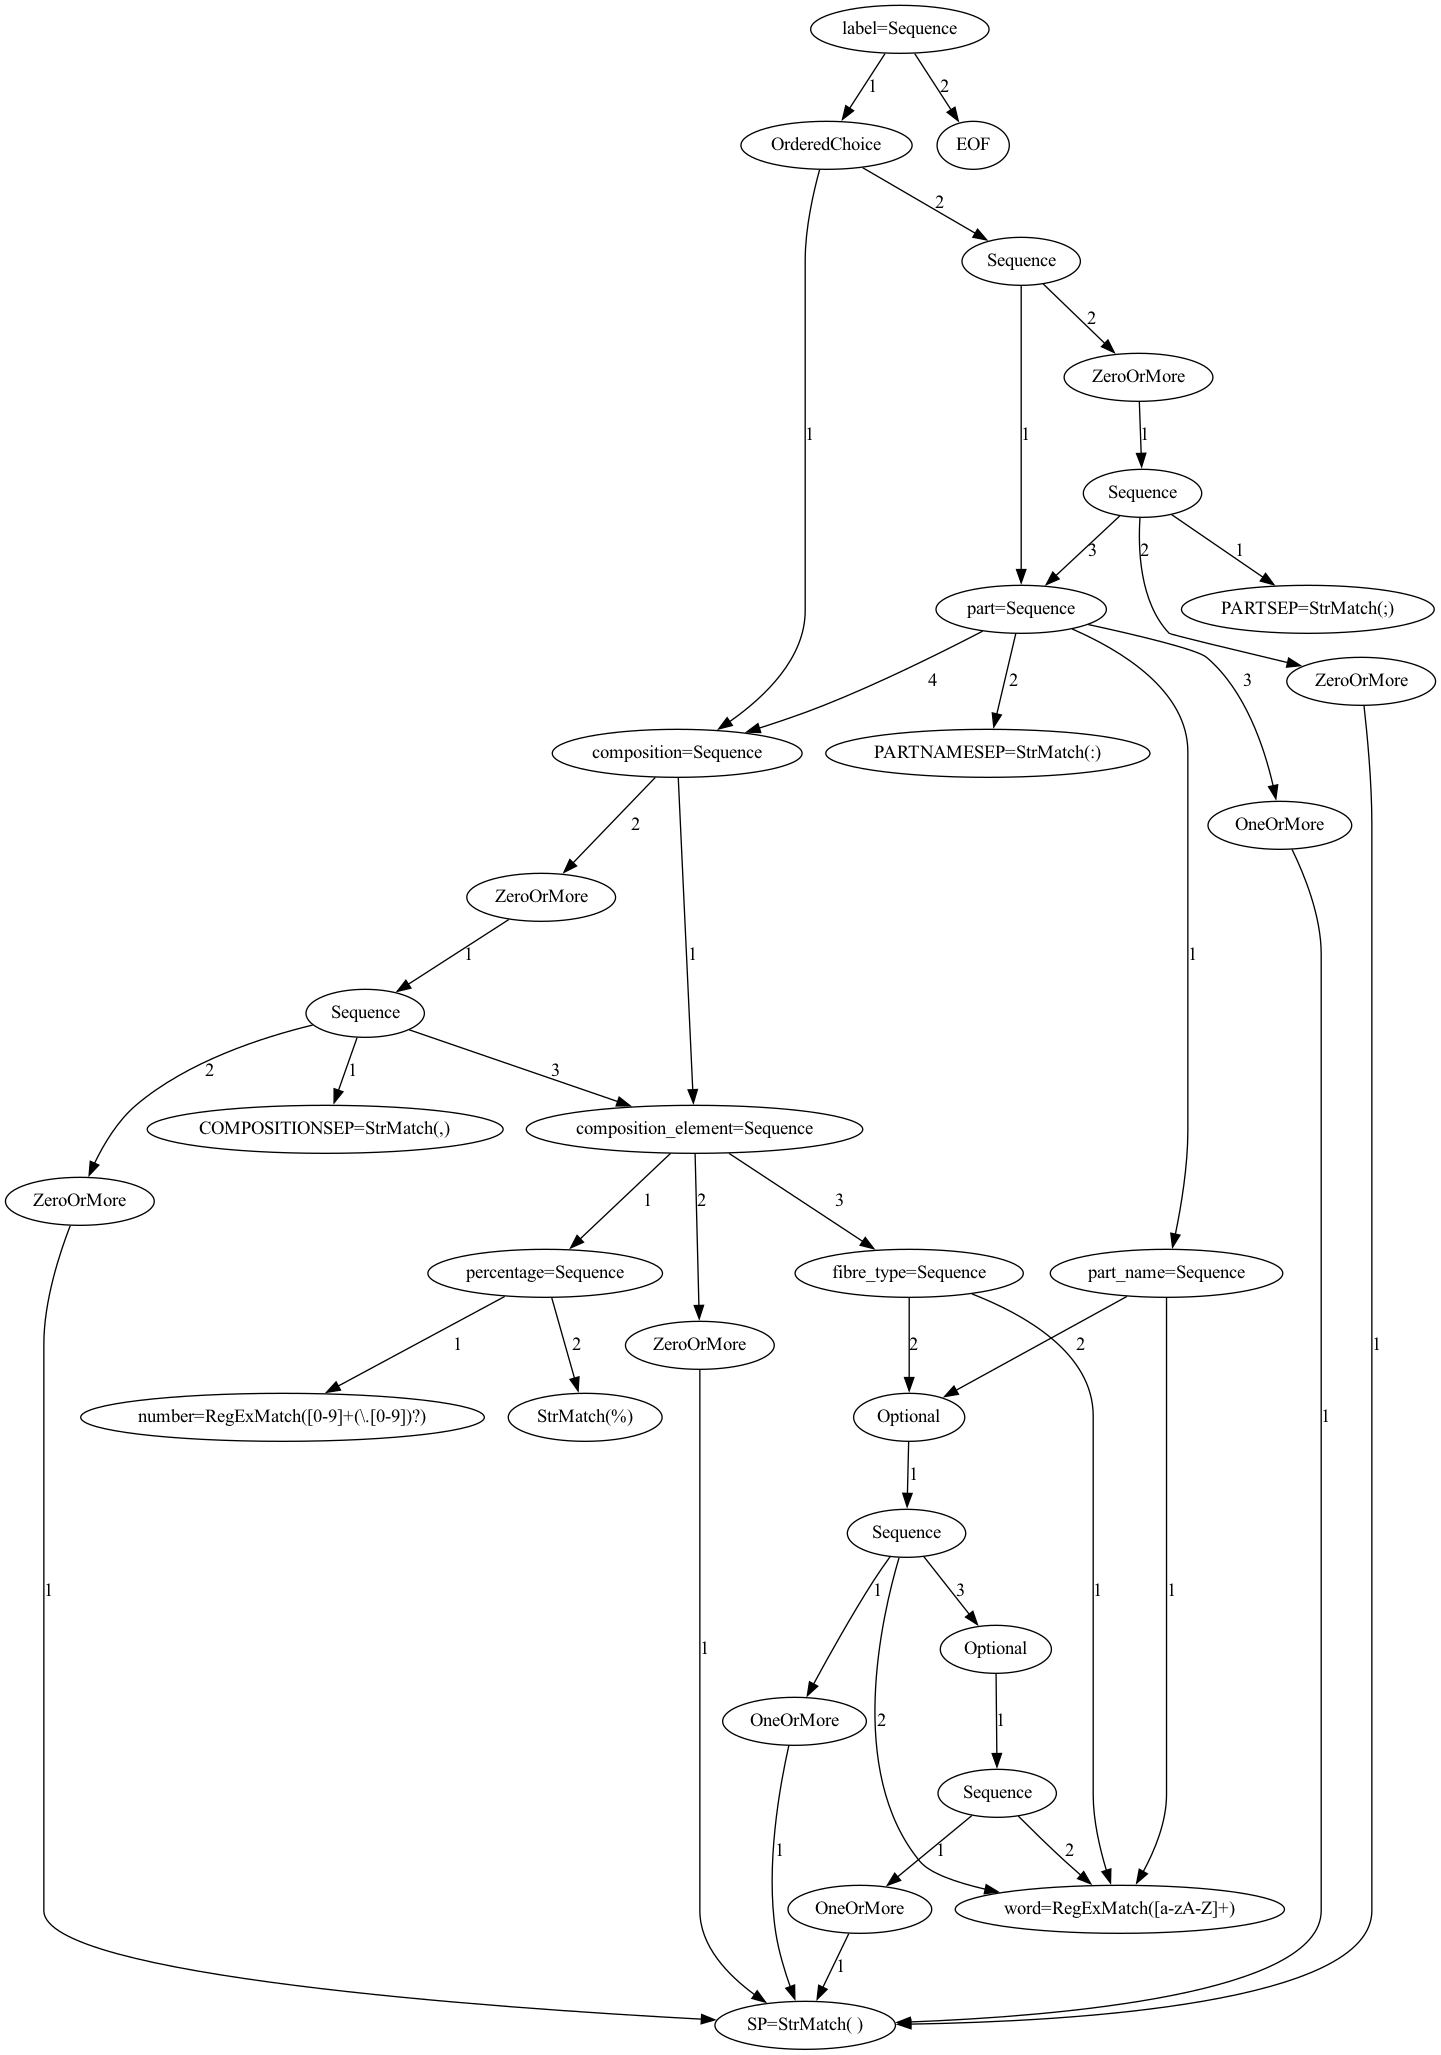 label=Sequence
1
2
OrderedChoice
EOF
2
Sequence
2
ZeroOrMore
1
1
1
Sequence
3
2
1
part=Sequence
PARTSEP=StrMatch(;)
4
2
3
ZeroOrMore
composition=Sequence
PARTNAMESEP=StrMatch(:)
2
OneOrMore
ZeroOrMore
1
1
1
Sequence
2
1
3
COMPOSITIONSEP=StrMatch(,)
composition_element=Sequence
ZeroOrMore
1
2
3
percentage=Sequence
fibre_type=Sequence
part_name=Sequence
1
2
ZeroOrMore
2
2
1
number=RegExMatch([0-9]+(\.[0-9])?)
StrMatch(%)
Optional
1
1
Sequence
1
1
3
1
1
1
Optional
OneOrMore
2
1
Sequence
1
1
2
OneOrMore
word=RegExMatch([a-zA-Z]+)
1
SP=StrMatch( )